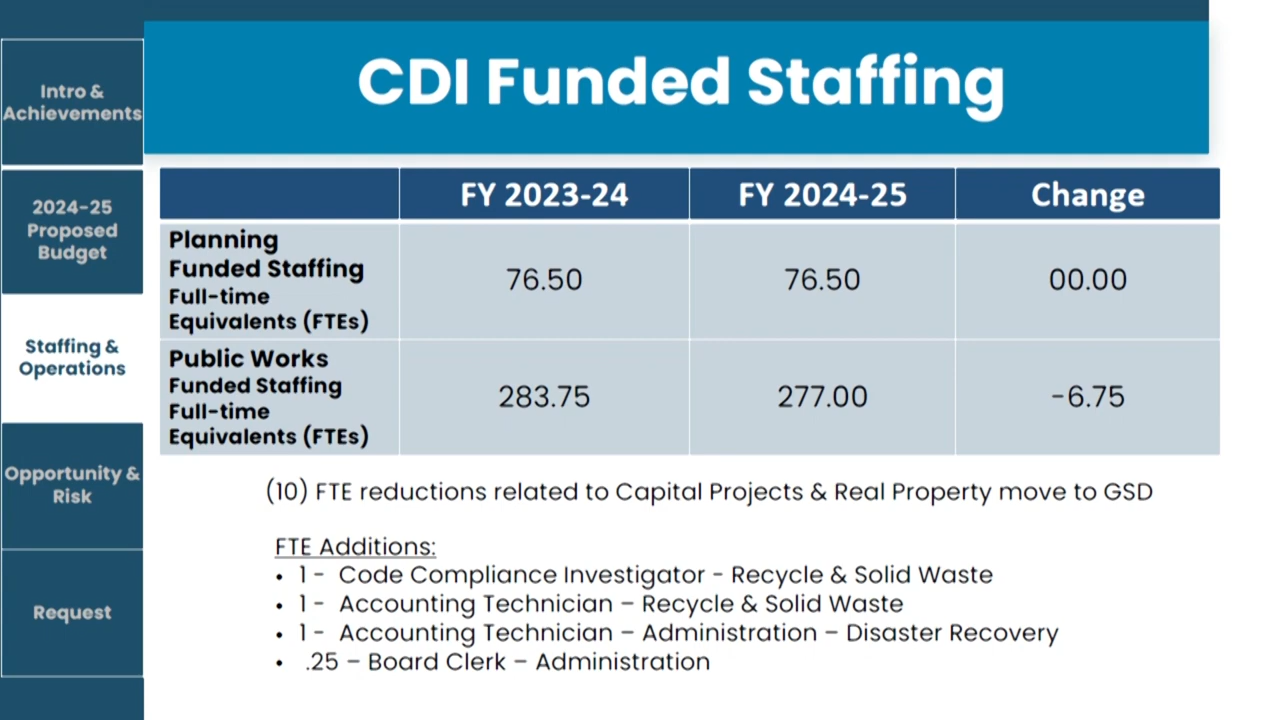 CDI Funded Staffing
Intro &
Achievements
2024-25
Proposed
Budget
Staffing &
Operations
Opportunity &
Risk
Request
FY 2023-24 FY 2024-25 Change
Planning
Funded Staffing
Full-time
Equivalents (FTEs)
76.50 76.50 00.00
Public Works
Funded Staffing
Full-time
Equivalents (FTEs)
283.75 277.00 -6.75
(10) FTE reductions related to Capital Projects & Real Property move to GSD
FTE Additions:
• 1 - Code Compliance Investigator - Recycle & Solid Waste
• 1 - Accounting Technician – Recycle & Solid Waste
• 1 - Accounting Technician – Administration – Disaster Recovery
• .25 – Board Clerk – Administration